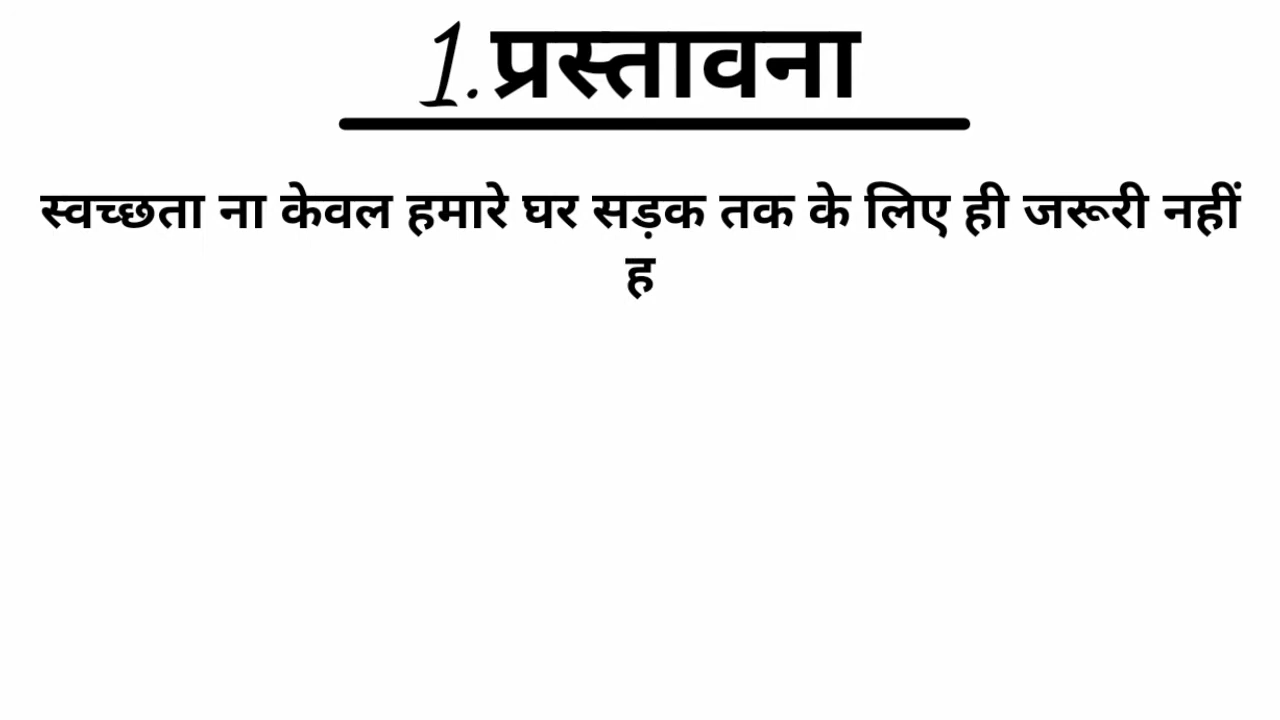 1.प्रस्तावना
स्वच्छता ना केवल हमारे घर सड़क तक के लिए ही जरूरी नहीं
ह